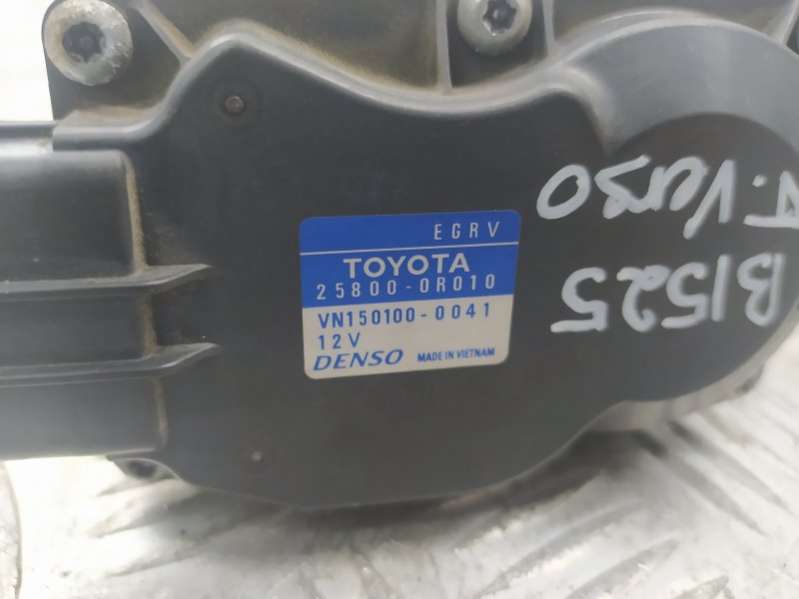 EGRV
TOYOTA
25800-0R010
VN150100-0041
12V
DENSO MADE IN VIETNAM
B1525
T.Verso